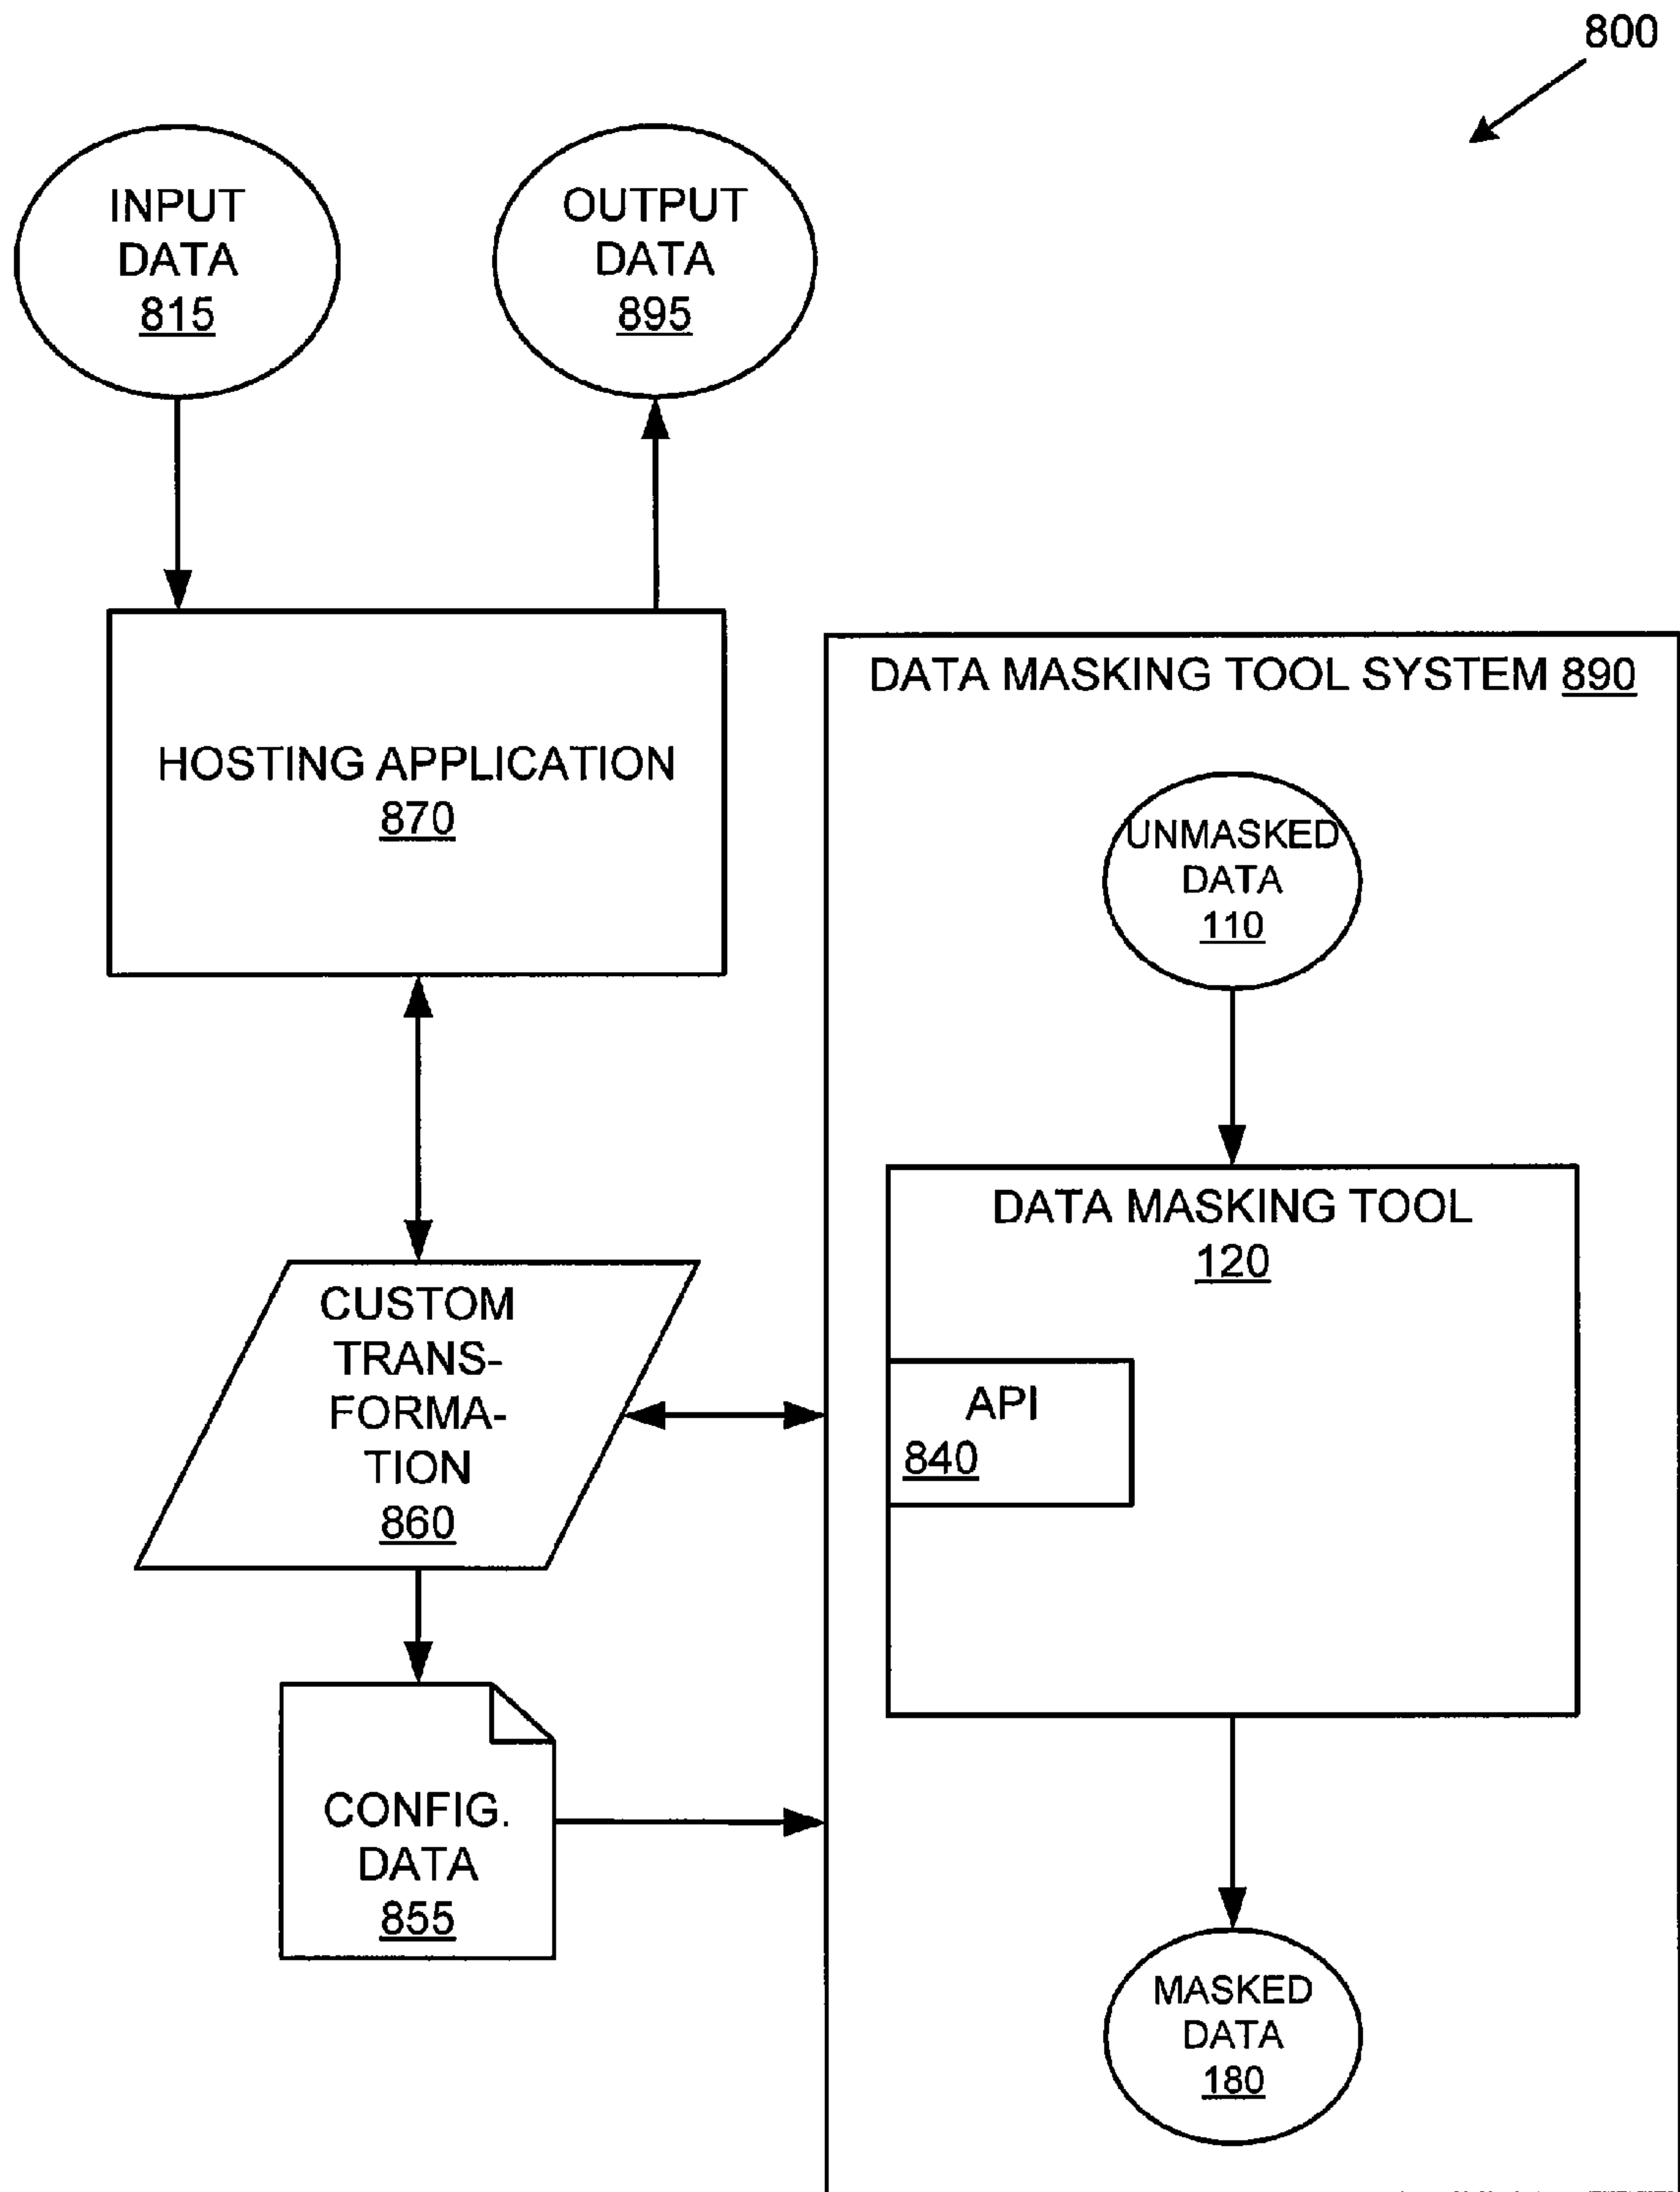 800
INPUT
DATA
815
OUTPUT
DATA
895
HOSTING APPLICATION
870
DATA MASKING TOOL SYSTEM 890
UNMASKED
DATA
110
DATA MASKING TOOL
120
API
840
CUSTOM
TRANS-
FORMA-
TION
860
CONFIG.
DATA
855
MASKED
DATA
180